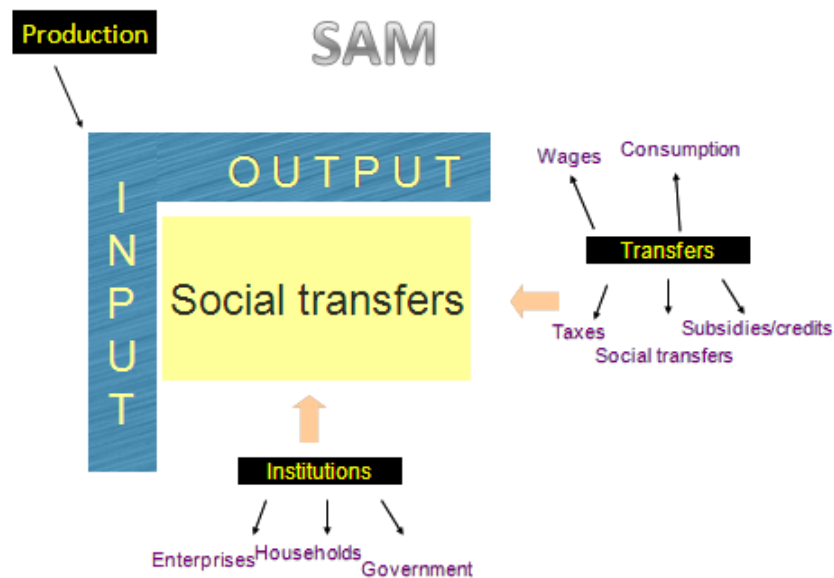 Production
SAM
OUTPUT
INPUT
Wages
Consumption
Transfers
Social transfers
Taxes
Subsidies/credits
Social transfers
Institutions
Enterprises
Households
Government